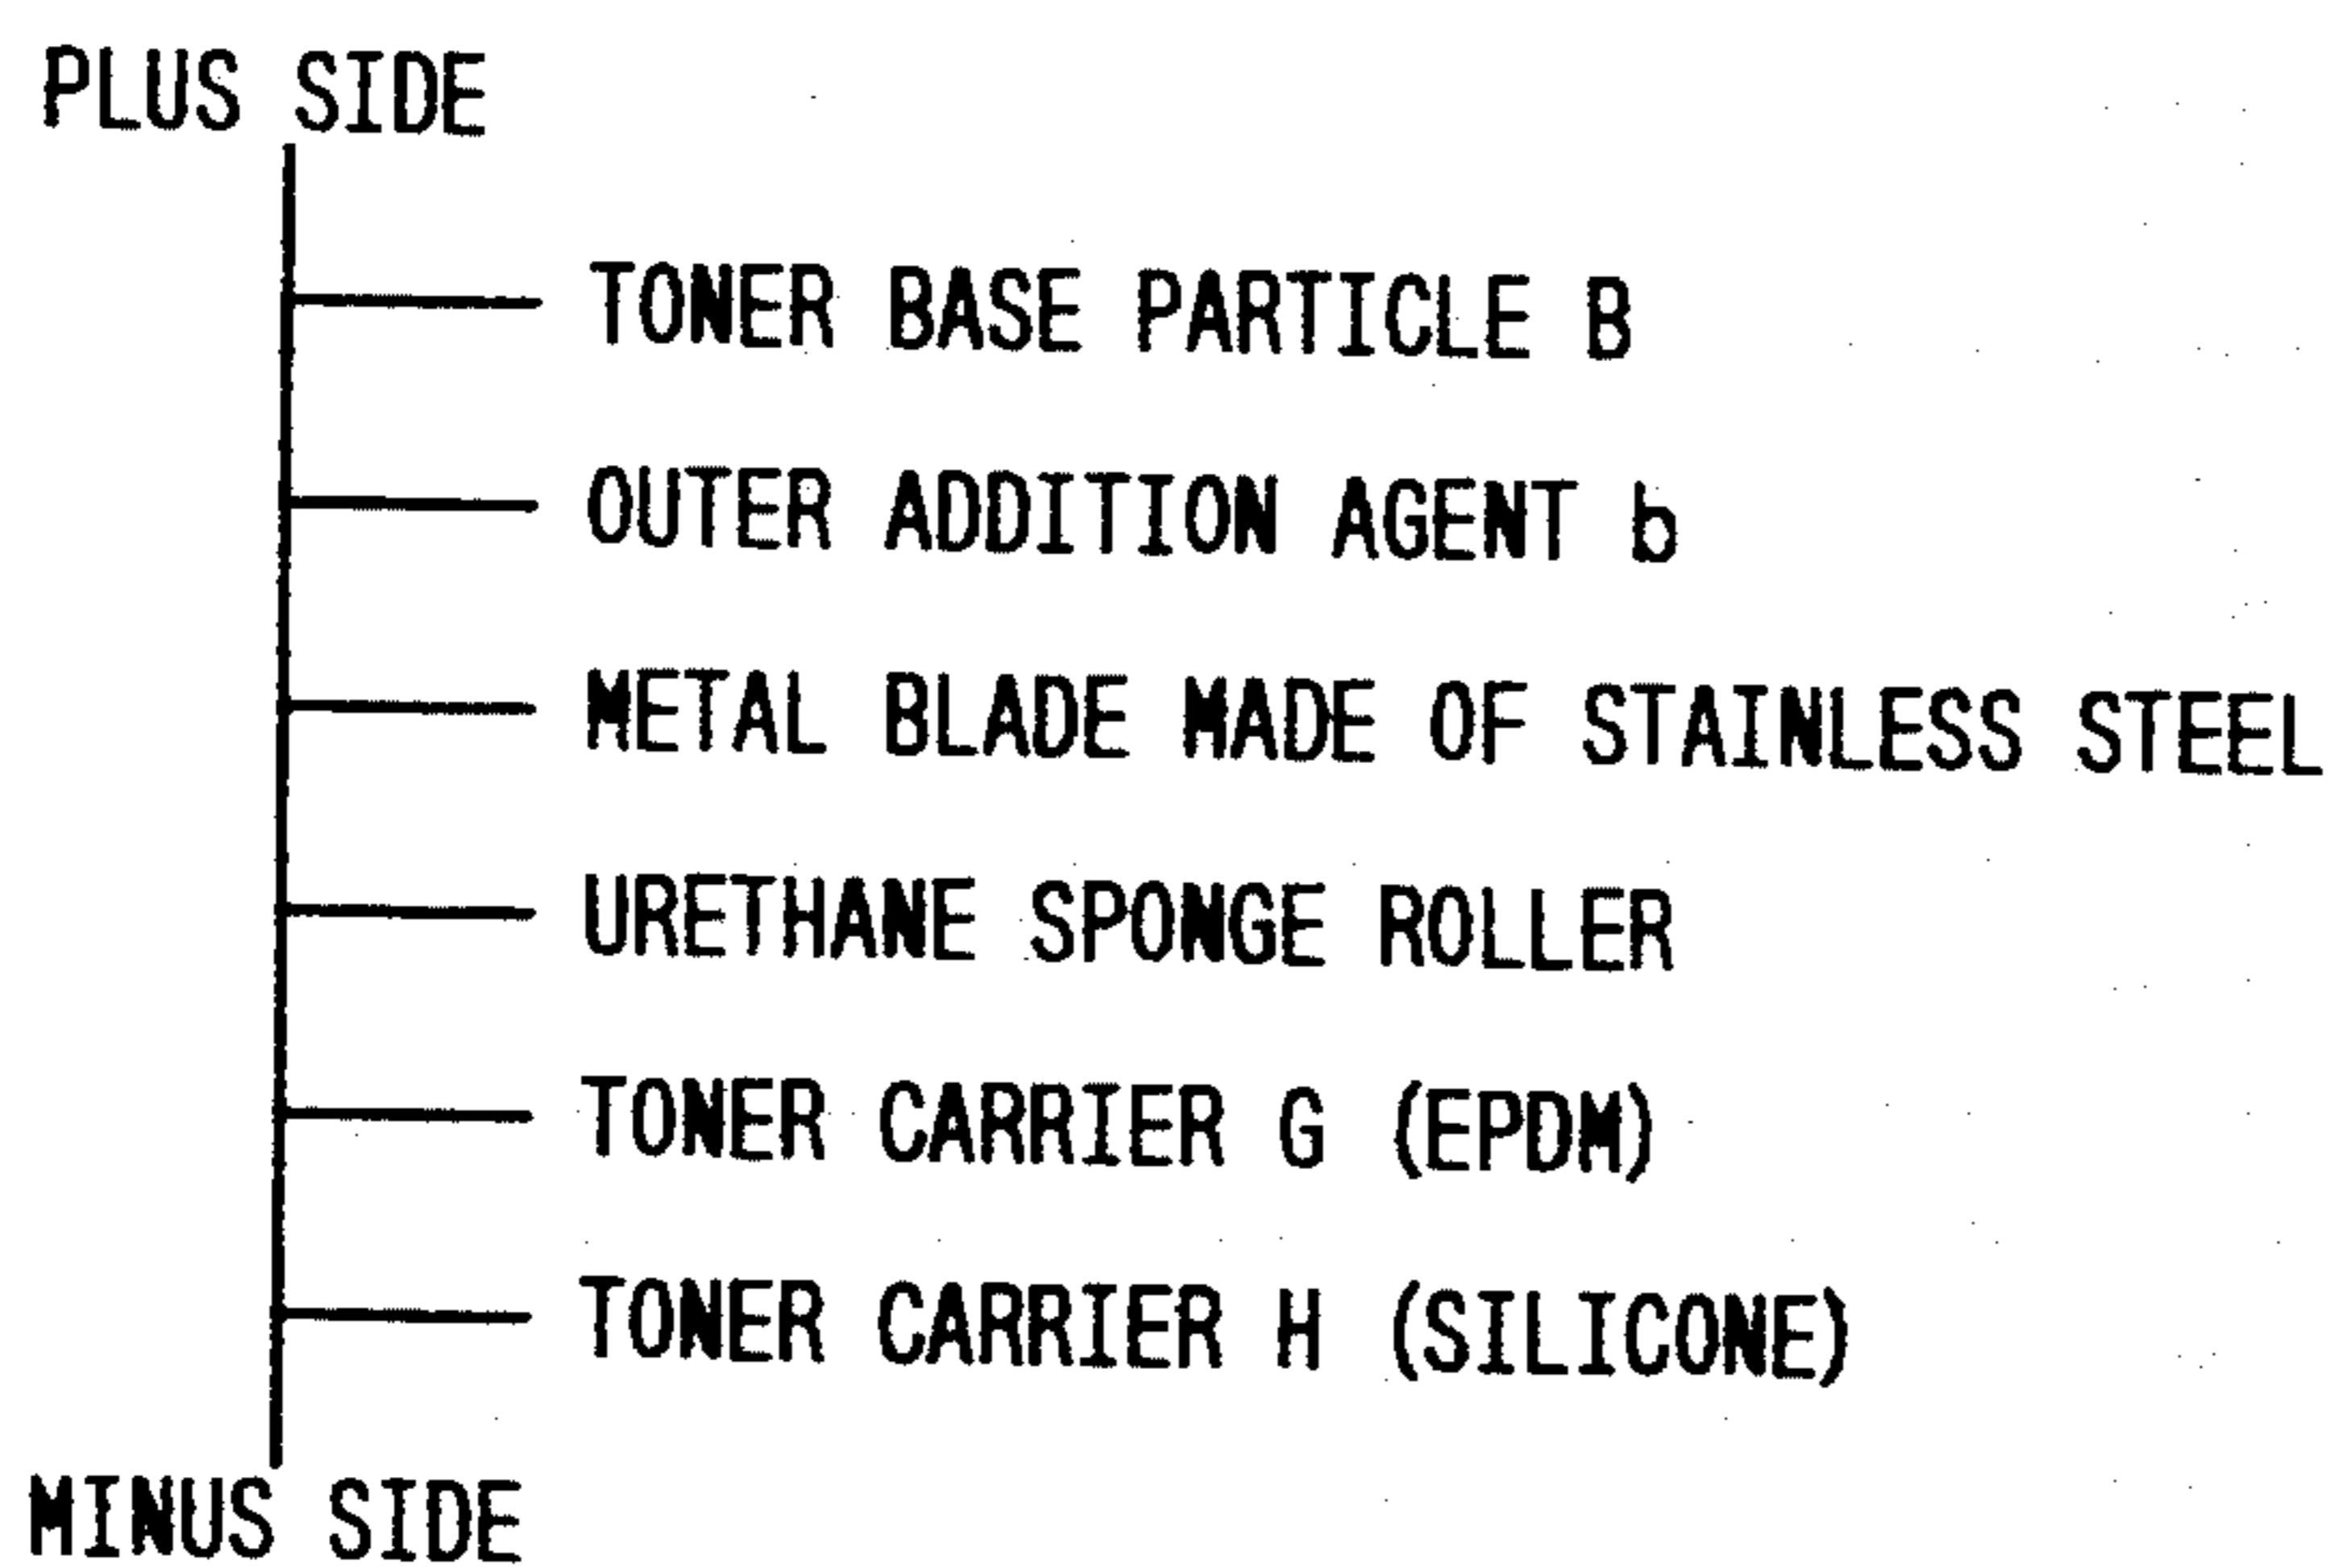 PLUS SIDE
TONER BASE PARTICLE B
OUTER ADDITION AGENT b
METAL BLADE MADE OF STAINLESS STEEL
URETHANE SPONGE ROLLER
TONER CARRIER G (EPDM)
TONER CARRIER H (SILICONE)
MINUS SIDE